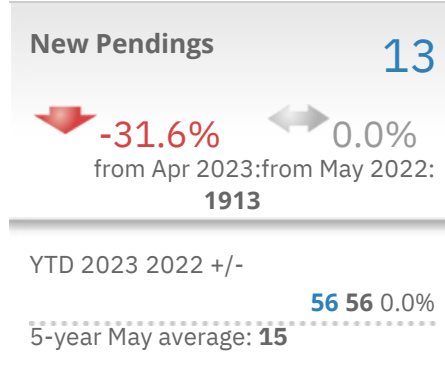 New Pendings
13
-31.6% 0.0%
from Apr 2023:from May 2022:
1913
YTD 2023 2022 +/-
56 56 0.0%
5-year May average: 15